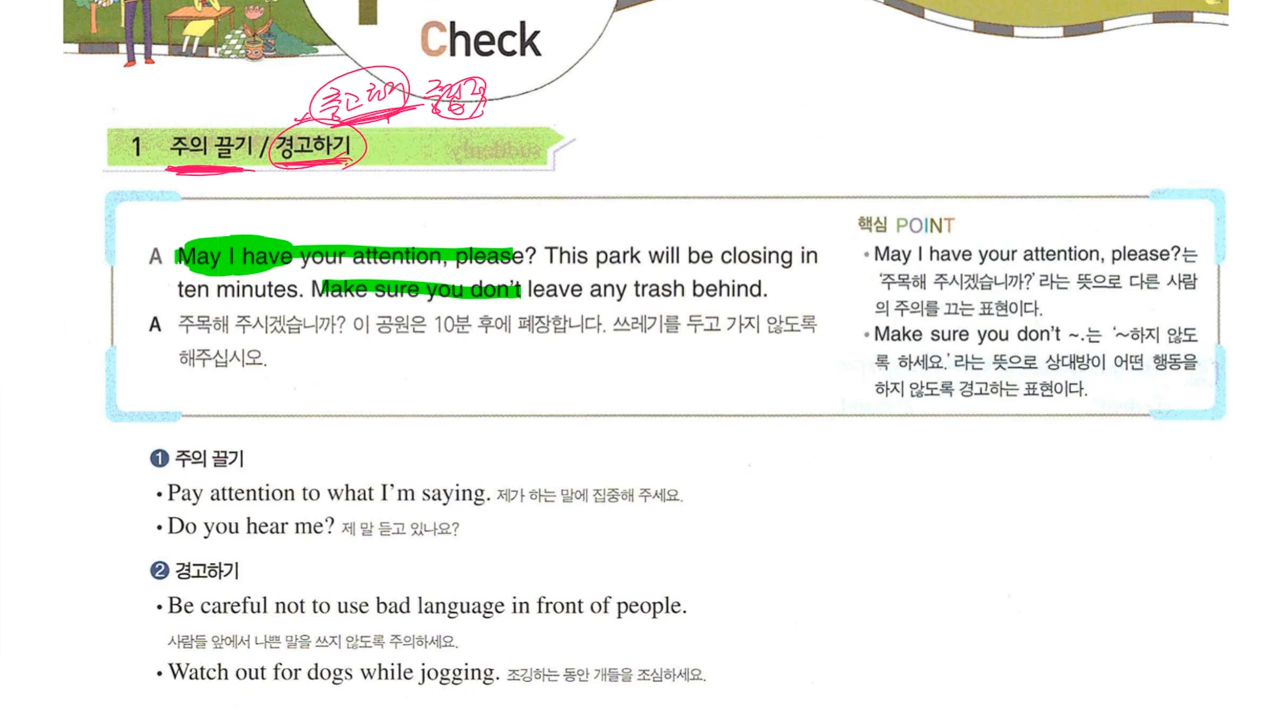 Check
1 주의 끌기 / 경고하기
A May I have your attention, please? This park will be closing in
ten minutes. Make sure you don't leave any trash behind.
A 주목해 주시겠습니까? 이 공원은 10분 후에 폐장합니다. 쓰레기를 두고 가지 않도록
해주십시오.
핵심 POINT
• May I have your attention, please?는
'주목해 주시겠습니까?'라는 뜻으로 다른 사람
의 주의를 끄는 표현이다.
• Make sure you don't ~.는 '~하지 않도
록 하세요.'라는 뜻으로 상대방이 어떤 행동을
하지 않도록 경고하는 표현이다.
1 주의 끌기
• Pay attention to what I'm saying. 제가 하는 말에 집중해 주세요.
• Do you hear me? 제 말 듣고 있나요?
2 경고하기
• Be careful not to use bad language in front of people.
사람들 앞에서 나쁜 말을 쓰지 않도록 주의하세요.
• Watch out for dogs while jogging. 조깅하는 동안 개들을 조심하세요.